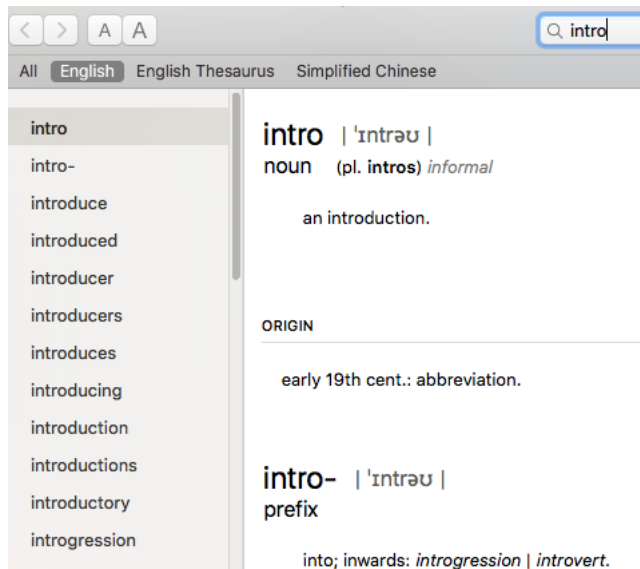 A A
intro
All English English Thesaurus Simplified Chinese
intro
intro-
introduce
introduced
introducer
introducers
introduces
introducing
introduction
introductions
introductory
introgression
intro | ˈɪntrəʊ |
noun (pl. intros) informal
an introduction.
ORIGIN
early 19th cent.: abbreviation.
intro- | ˈɪntrəʊ |
prefix
into; inwards: introgression | introvert.